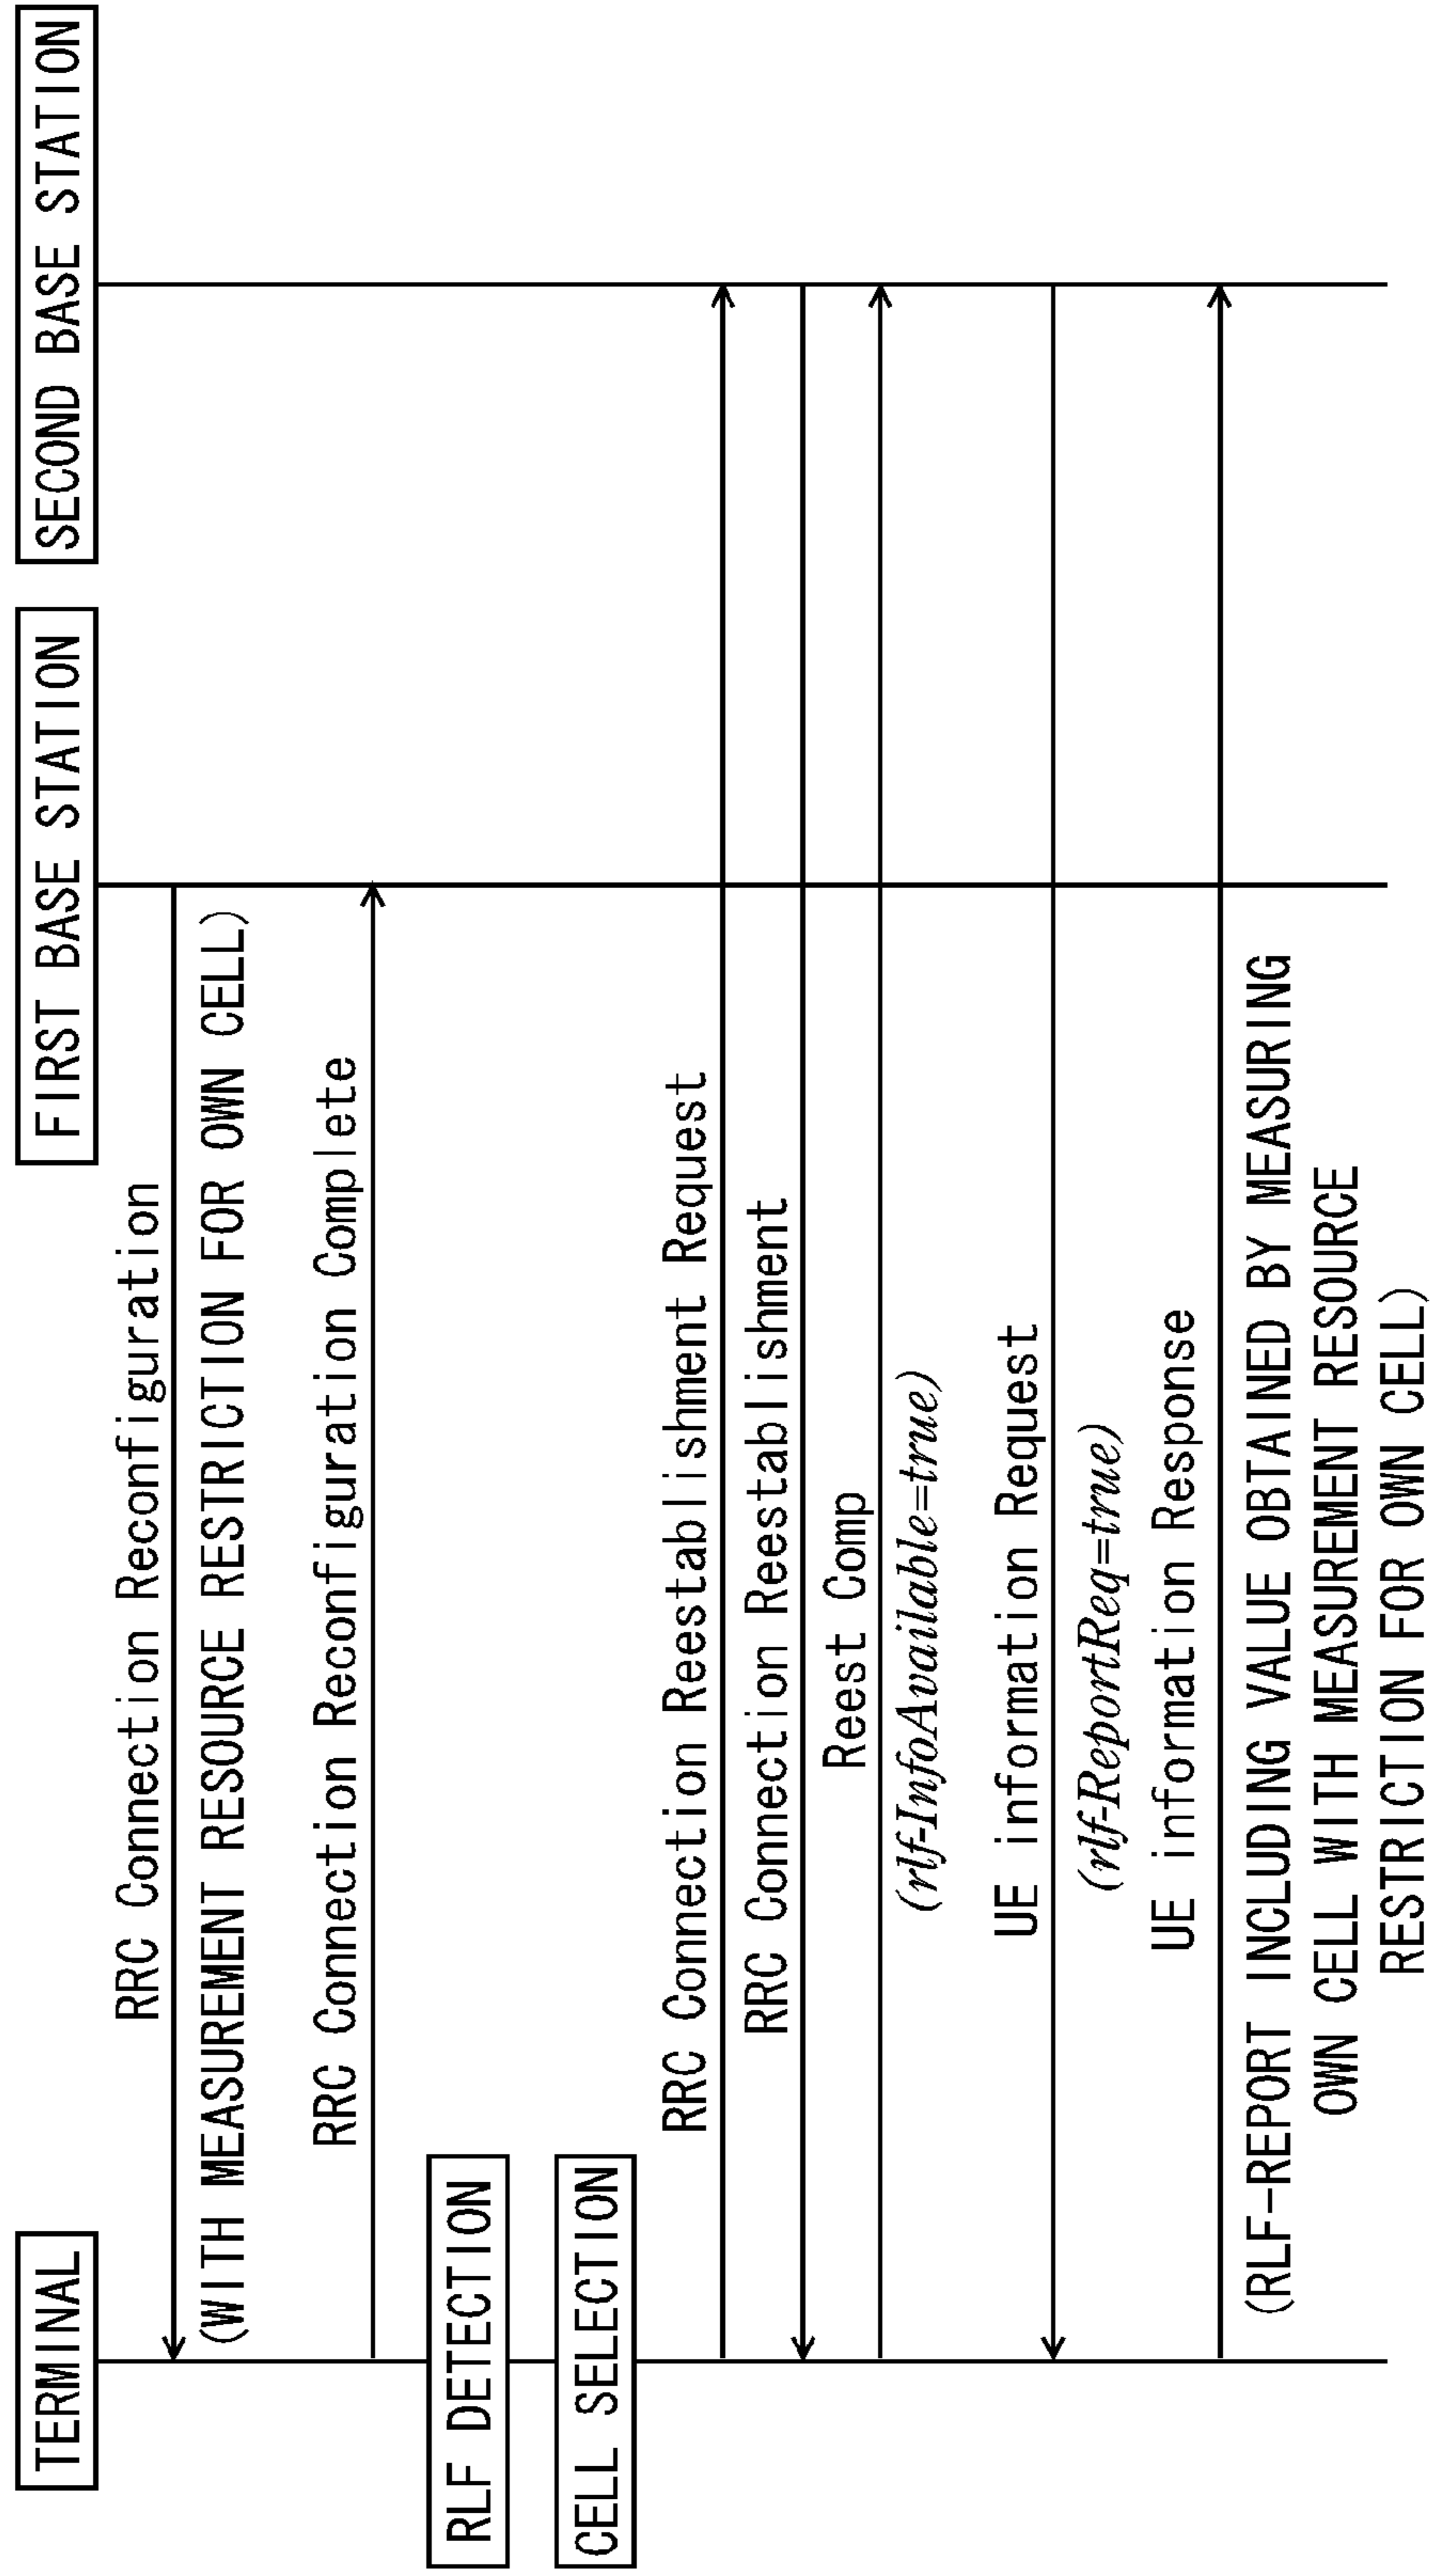 TERMINAL
FIRST BASE STATION
SECOND BASE STATION
RRC Connection Reconfiguration
(WITH MEASUREMENT RESOURCE RESTRICTION FOR OWN CELL)
RRC Connection Reconfiguration Complete
RLF DETECTION
CELL SELECTION
RRC Connection Reestablishment Request
RRC Connection Reestablishment
Reest Comp
(rlf-InfoAvailable=true)
UE information Request
(rlf-ReportReq=true)
UE information Response
(RLF-REPORT INCLUDING VALUE OBTAINED BY MEASURING
OWN CELL WITH MEASUREMENT RESOURCE
RESTRICTION FOR OWN CELL)